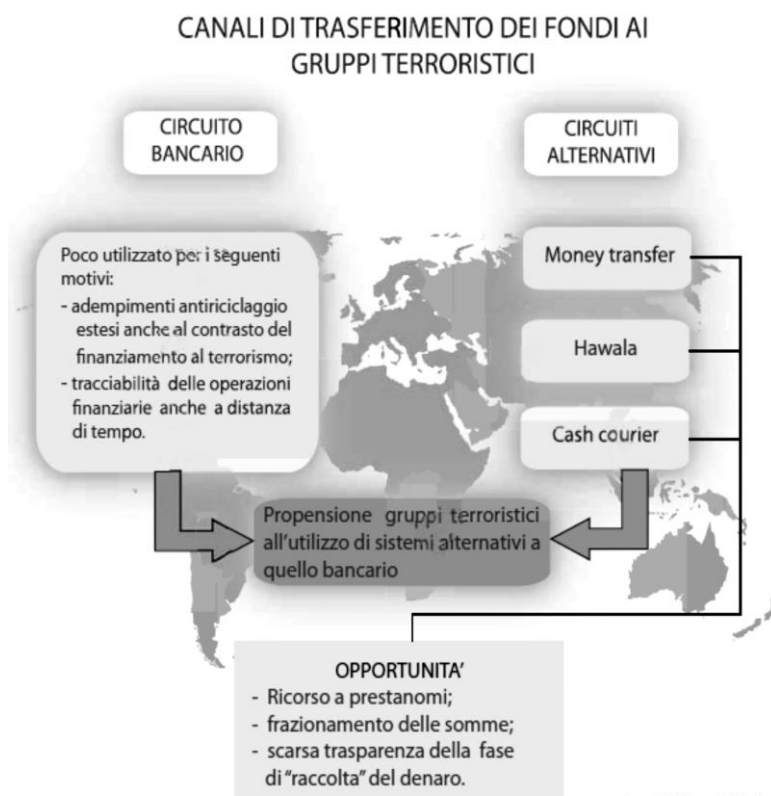 CANALI DI TRASFERIMENTO DEI FONDI AI
GRUPPI TERRORISTICI
CIRCUITO
BANCARIO
CIRCUITI
ALTERNATIVI
Poco utilizzato per i seguenti
motivi:
- adempimenti antiriciclaggio
estesi anche al contrasto del
finanziamento al terrorismo;
- tracciabilità delle operazioni
finanziarie anche a distanza
di tempo.
Money transfer
Hawala
Cash courier
Propensione gruppi terroristici
all'utilizzo di sistemi alternativi a
quello bancario
OPPORTUNITA'
- Ricorso a prestanomi;
- frazionamento delle somme;
- scarsa trasparenza della fase
di "raccolta" del denaro.